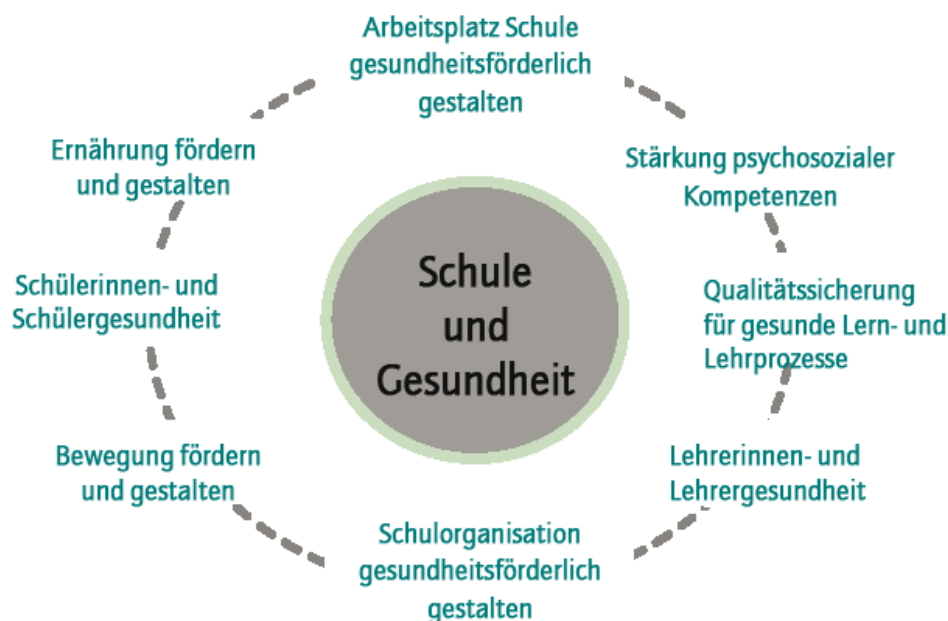 Arbeitsplatz Schule
gesundheitsförderlich
gestalten
Ernährung fördern
und gestalten
Stärkung psychosozialer
Kompetenzen
Schule
und
Gesundheit
Schülerinnen- und
Schülergesundheit
Qualitätssicherung
für gesunde Lern- und
Lehrprozesse
Bewegung fördern
und gestalten
Lehrerinnen- und
Lehrergesundheit
Schulorganisation
gesundheitsförderlich
gestalten